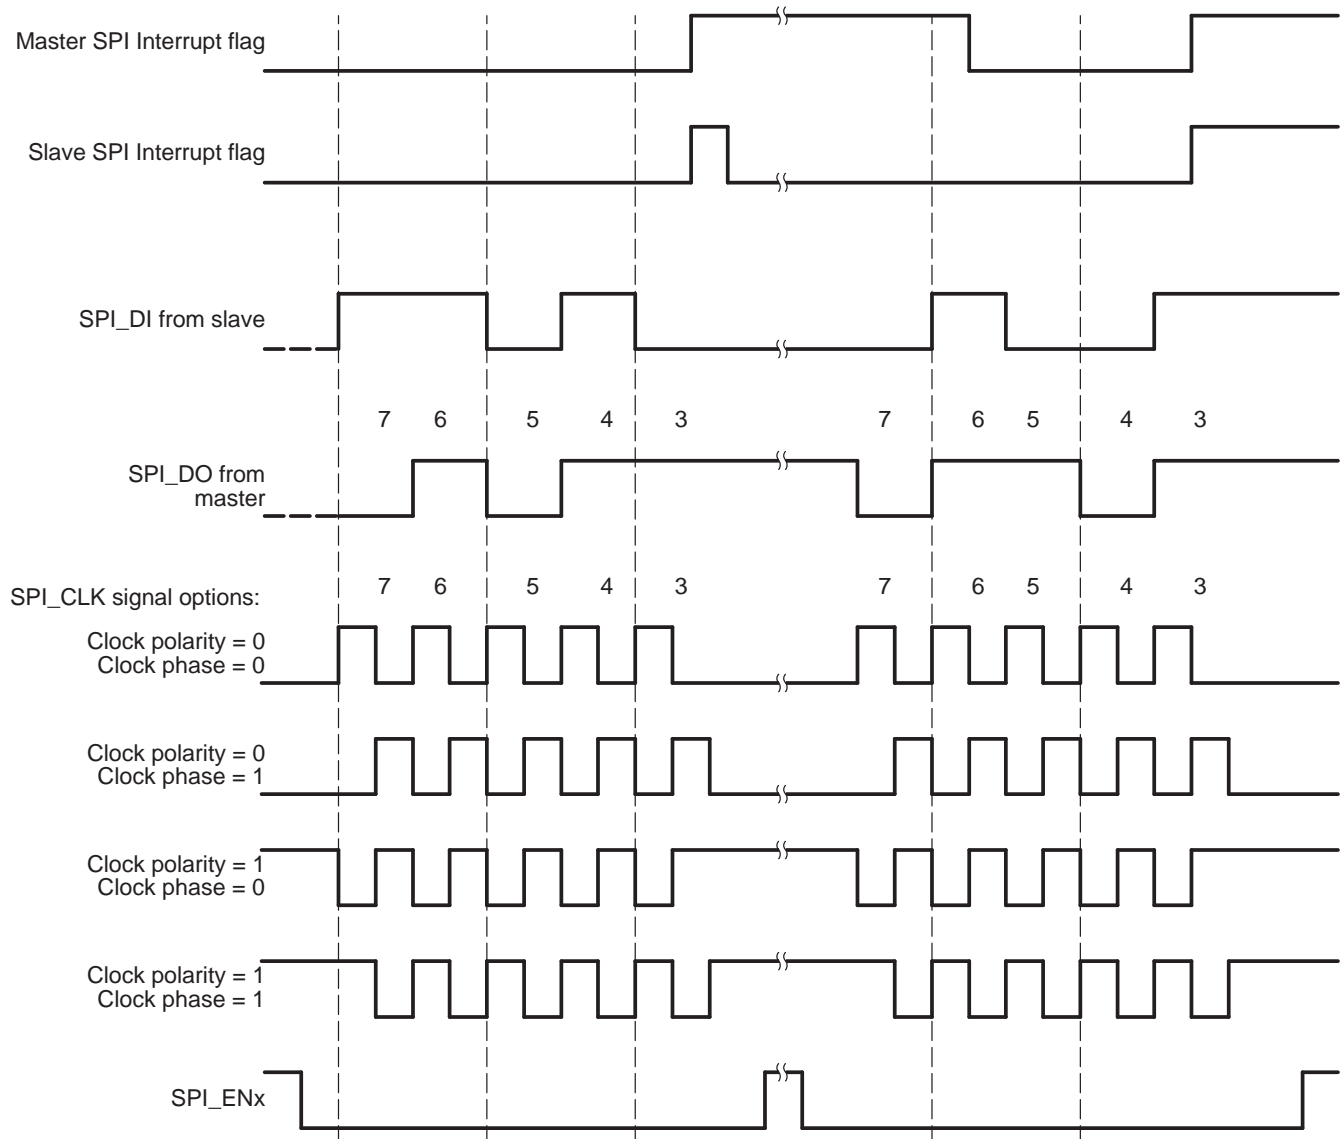 Master SPI Interrupt flag
Slave SPI Interrupt flag
SPI_DI from slave
7 6 5 4 3 7 6 5 4 3
SPI_DO from
master
7 6 5 4 3 7 6 5 4 3
SPI_CLK signal options:
Clock polarity = 0
Clock phase = 0
Clock polarity = 0
Clock phase = 1
Clock polarity = 1
Clock phase = 0
Clock polarity = 1
Clock phase = 1
SPI_ENx